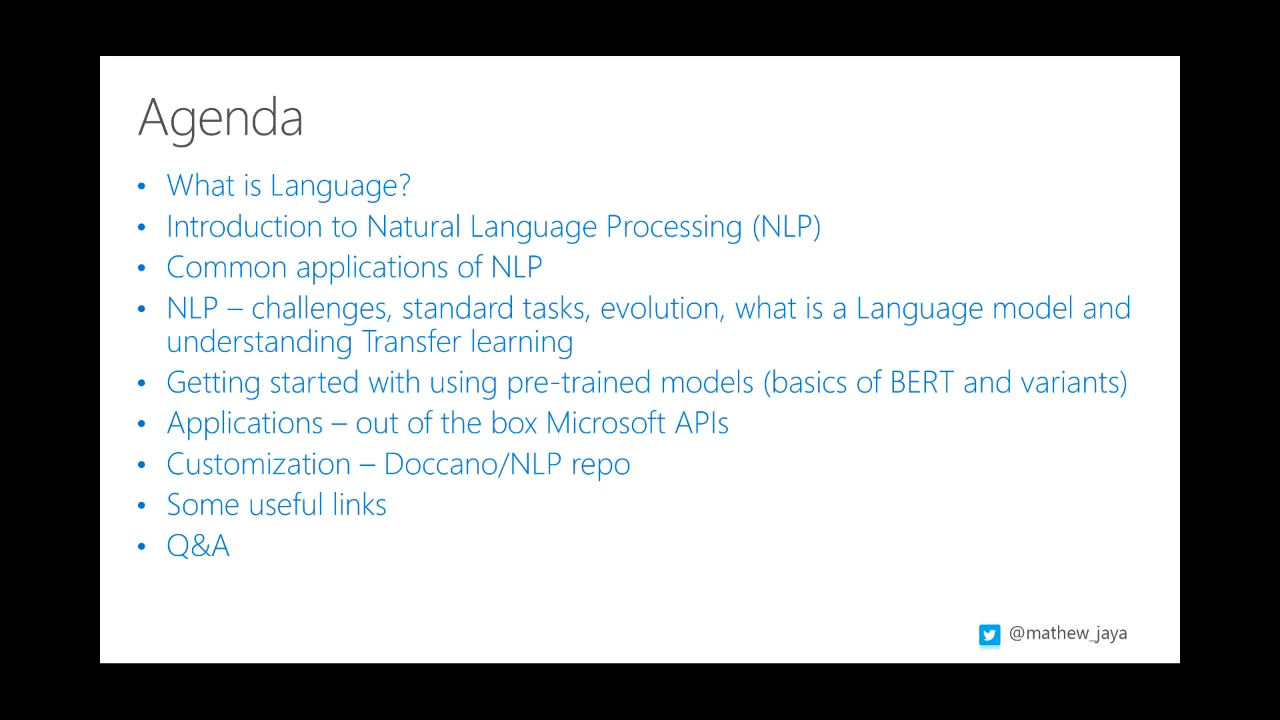 Agenda
• What is Language?
• Introduction to Natural Language Processing (NLP)
• Common applications of NLP
• NLP – challenges, standard tasks, evolution, what is a Language model and
understanding Transfer learning
• Getting started with using pre-trained models (basics of BERT and variants)
• Applications – out of the box Microsoft APIs
• Customization – Doccano/NLP repo
• Some useful links
• Q&A
@mathew_jaya